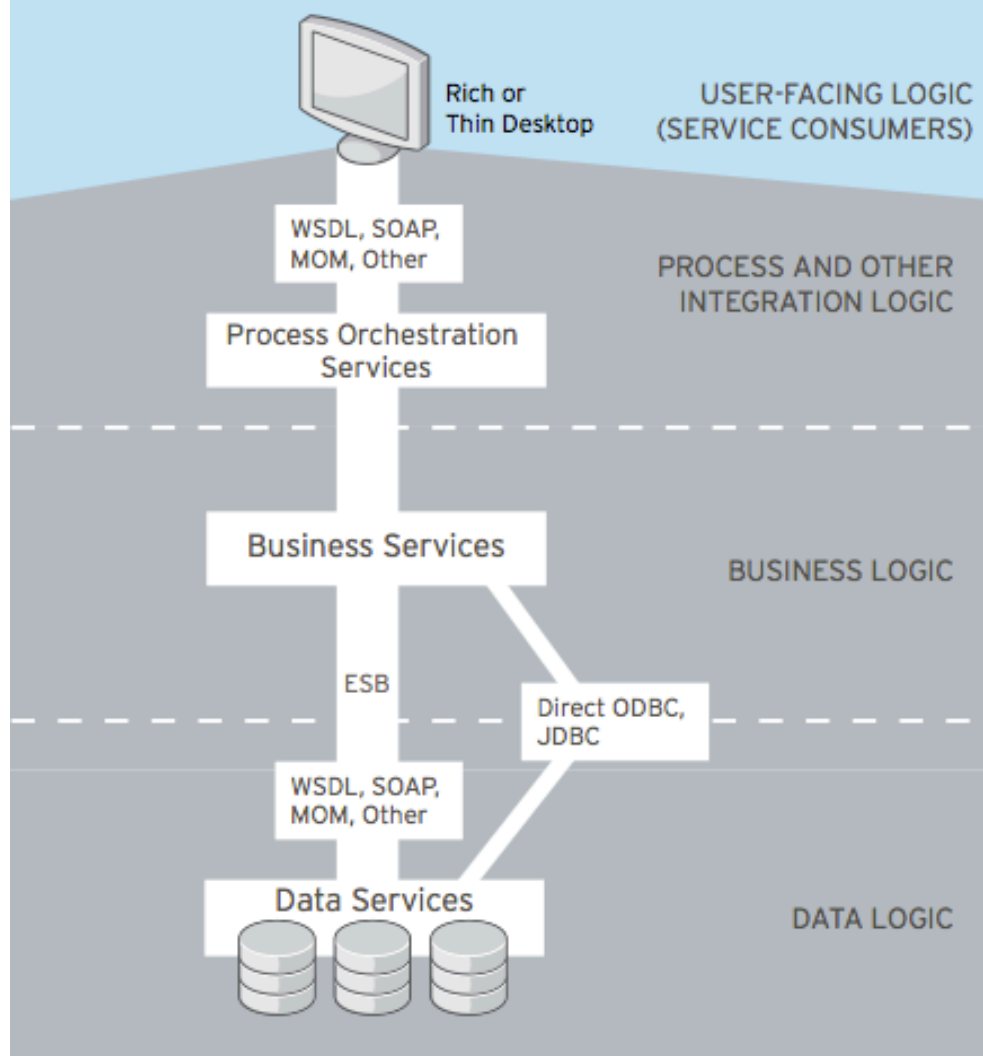 Rich or
Thin Desktop
USER-FACING LOGIC
(SERVICE CONSUMERS)
WSDL, SOAP,
MOM, Other
PROCESS AND OTHER
INTEGRATION LOGIC
Process Orchestration
Services
Business Services
BUSINESS LOGIC
ESB
Direct ODBC,
JDBC
WSDL, SOAP,
MOM, Other
Data Services
DATA LOGIC